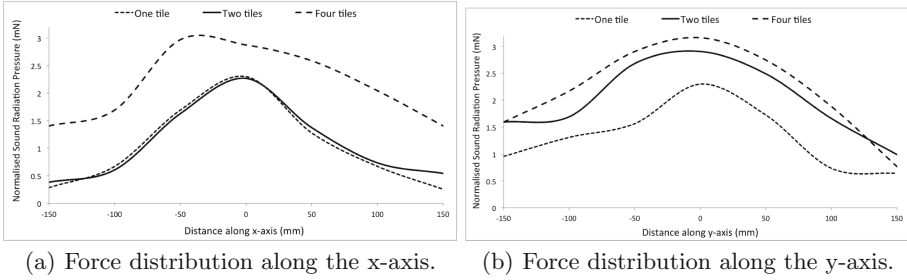 One tile Two tiles Four tiles
Normalised Sound Radiation Pressure (mN)
3
2.5
2
1.5
1
0.5
0
-150 -100 -50 0 50 100 150
Distance along x-axis (mm)
(a) Force distribution along the x-axis.
One tile Two tiles Four tiles
Normalised Sound Radiation Pressure (mN)
3
2.5
2
1.5
1
0.5
0
-150 -100 -50 0 50 100 150
Distance along y-axis (mm)
(b) Force distribution along the y-axis.